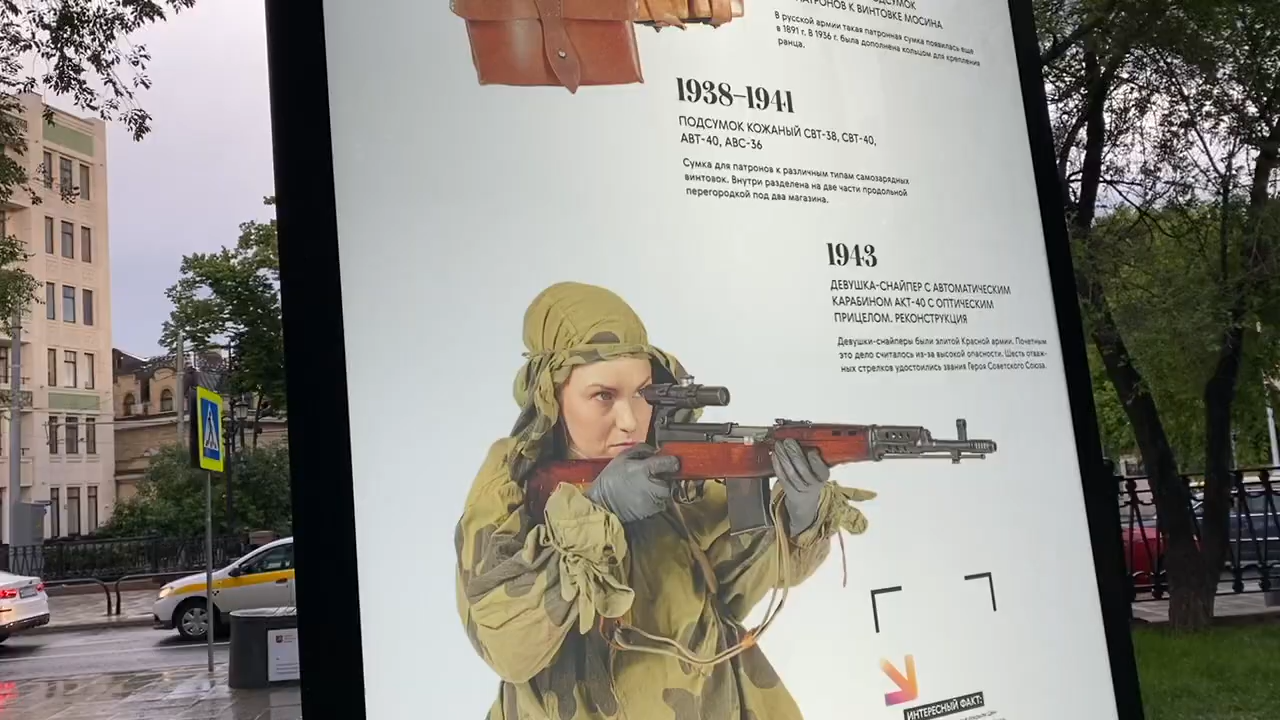 ПОДСУМОК
ПАТРОНОВ К ВИНТОВКЕ МОСИНА
В русской армии такая патронная сумка появилась еще
в 1891 г. В 1936 г. была дополнена кольцом для крепления
ранца.
1938–1941
ПОДСУМОК КОЖАНЫЙ СВТ-38, СВТ-40,
АВТ-40, АВС-36
Сумка для патронов к различным типам самозарядных
винтовок. Внутри разделена на две части продольной
перегородкой под два магазина.
1943
ДЕВУШКА-СНАЙПЕР С АВТОМАТИЧЕСКИМ
КАРАБИНОМ АКТ-40 С ОПТИЧЕСКИМ
ПРИЦЕЛОМ. РЕКОНСТРУКЦИЯ
Девушки-снайперы были элитой Красной армии. Почетным
это дело считалось из-за высокой опасности. Шесть отваж-
ных стрелков удостоились звания Героя Советского Союза.
ИНТЕРЕСНЫЙ ФАКТ: